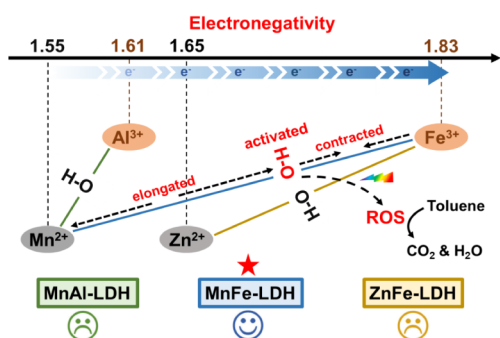 Electronegativity
1.55
1.61
1.65
1.83
e⁻ e⁻ e⁻ e⁻ e⁻ e⁻
Al³⁺
Fe³⁺
activated
contracted
H-O
H-O
elongated
O-H
ROS
Toluene
CO₂ & H₂O
Mn²⁺
Zn²⁺
MnAl-LDH
MnFe-LDH
ZnFe-LDH